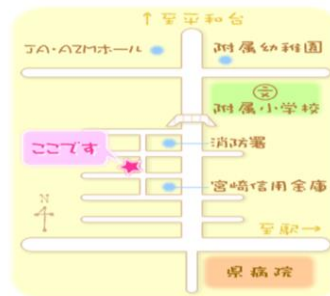 ↑至平和台
JA・AZMホール
附属幼稚園
文
附属小学校
ここです
消防署
宮崎信用金庫
N
至駅→
県病院